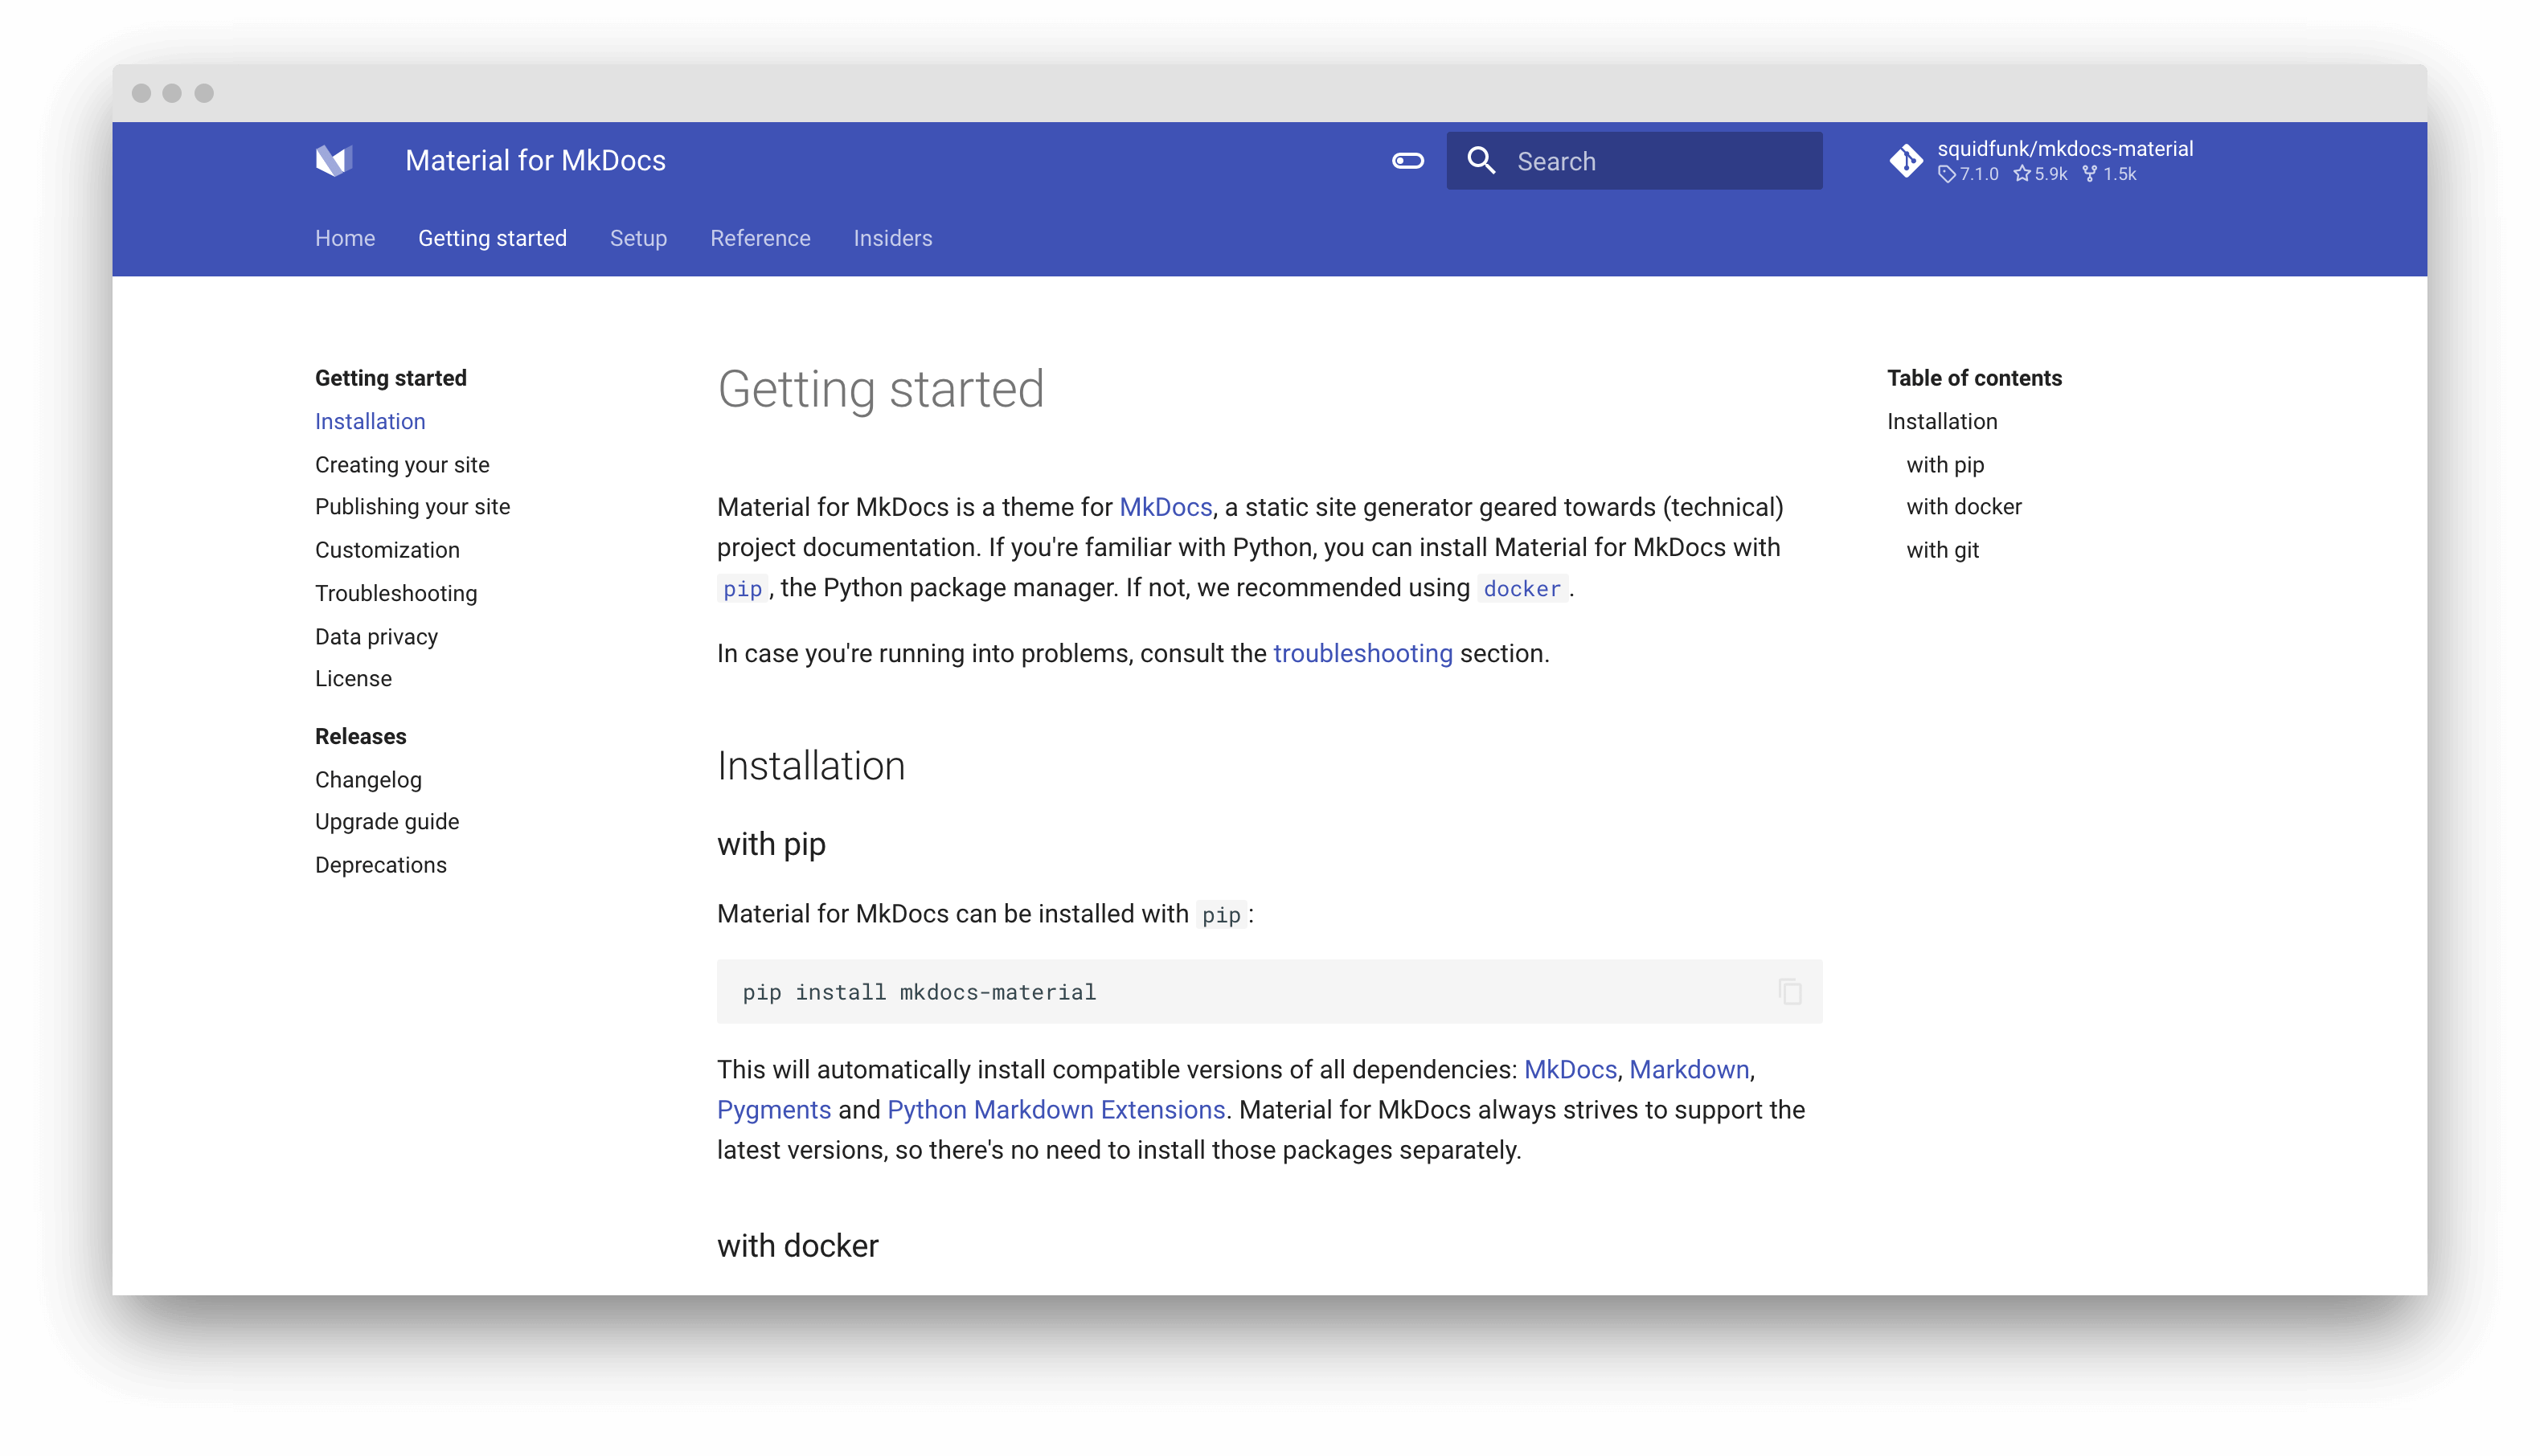 Material for MkDocs
Search
squidfunk/mkdocs-material
7.1.0 5.9k 1.5k
Home Getting started Setup Reference Insiders
Getting started
Installation
Creating your site
Publishing your site
Customization
Troubleshooting
Data privacy
License
Releases
Changelog
Upgrade guide
Deprecations
Getting started
Material for MkDocs is a theme for MkDocs, a static site generator geared towards (technical)
project documentation. If you're familiar with Python, you can install Material for MkDocs with
pip, the Python package manager. If not, we recommended using docker.
In case you're running into problems, consult the troubleshooting section.
Installation
with pip
Material for MkDocs can be installed with pip:
pip install mkdocs-material
This will automatically install compatible versions of all dependencies: MkDocs, Markdown,
Pygments and Python Markdown Extensions. Material for MkDocs always strives to support the
latest versions, so there's no need to install those packages separately.
with docker
Table of contents
Installation
with pip
with docker
with git